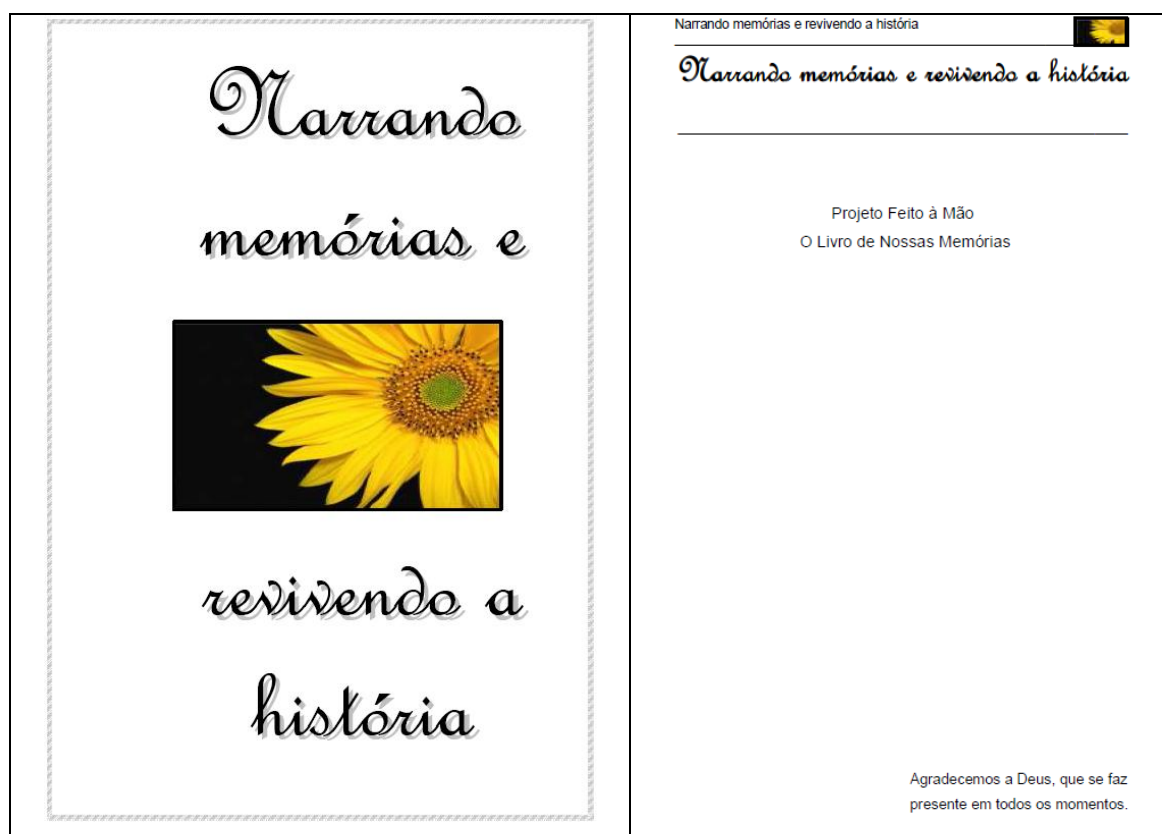 Narrando
memórias e
revivendo a
história
Narrando memórias e revivendo a história
Narrando memórias e revivendo a história
Projeto Feito à Mão
O Livro de Nossas Memórias
Agradecemos a Deus, que se faz
presente em todos os momentos.